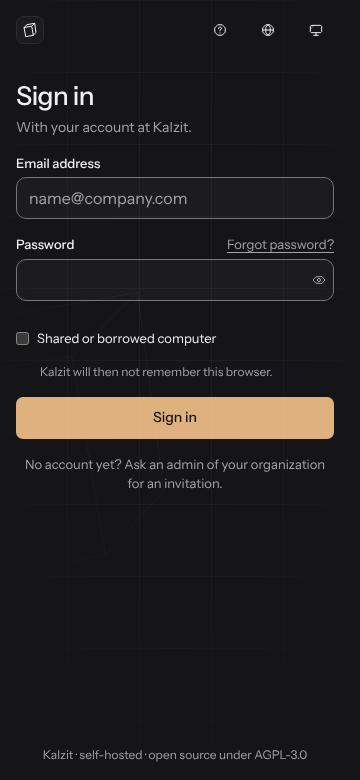 Sign in
With your account at Kalzit.
Email address
name@company.com
Password Forgot password?
Shared or borrowed computer
Kalzit will then not remember this browser.
Sign in
No account yet? Ask an admin of your organization
for an invitation.
Kalzit · self-hosted · open source under AGPL-3.0